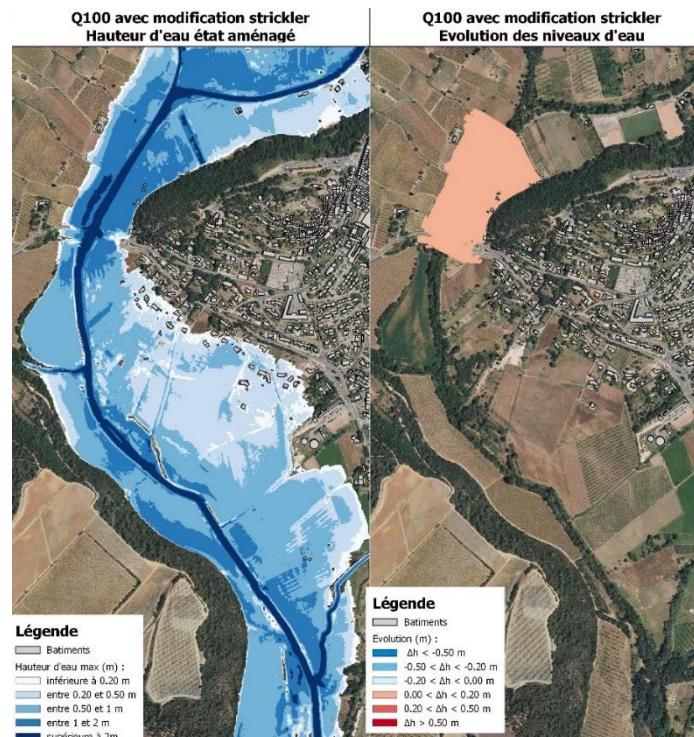 Q100 avec modification strickler
Hauteur d'eau état aménagé
Légende
Batiments
Hauteur d'eau max (m) :
inférieure à 0.20 m
entre 0.20 et 0.50 m
entre 0.50 et 1 m
entre 1 et 2 m
supérieure à 2m
Q100 avec modification strickler
Evolution des niveaux d'eau
Légende
Batiments
Evolution (m) :
Δh < -0.50 m
-0.50 < Δh < -0.20 m
-0.20 < Δh < 0.00 m
0.00 < Δh < 0.20 m
0.20 < Δh < 0.50 m
Δh > 0.50 m